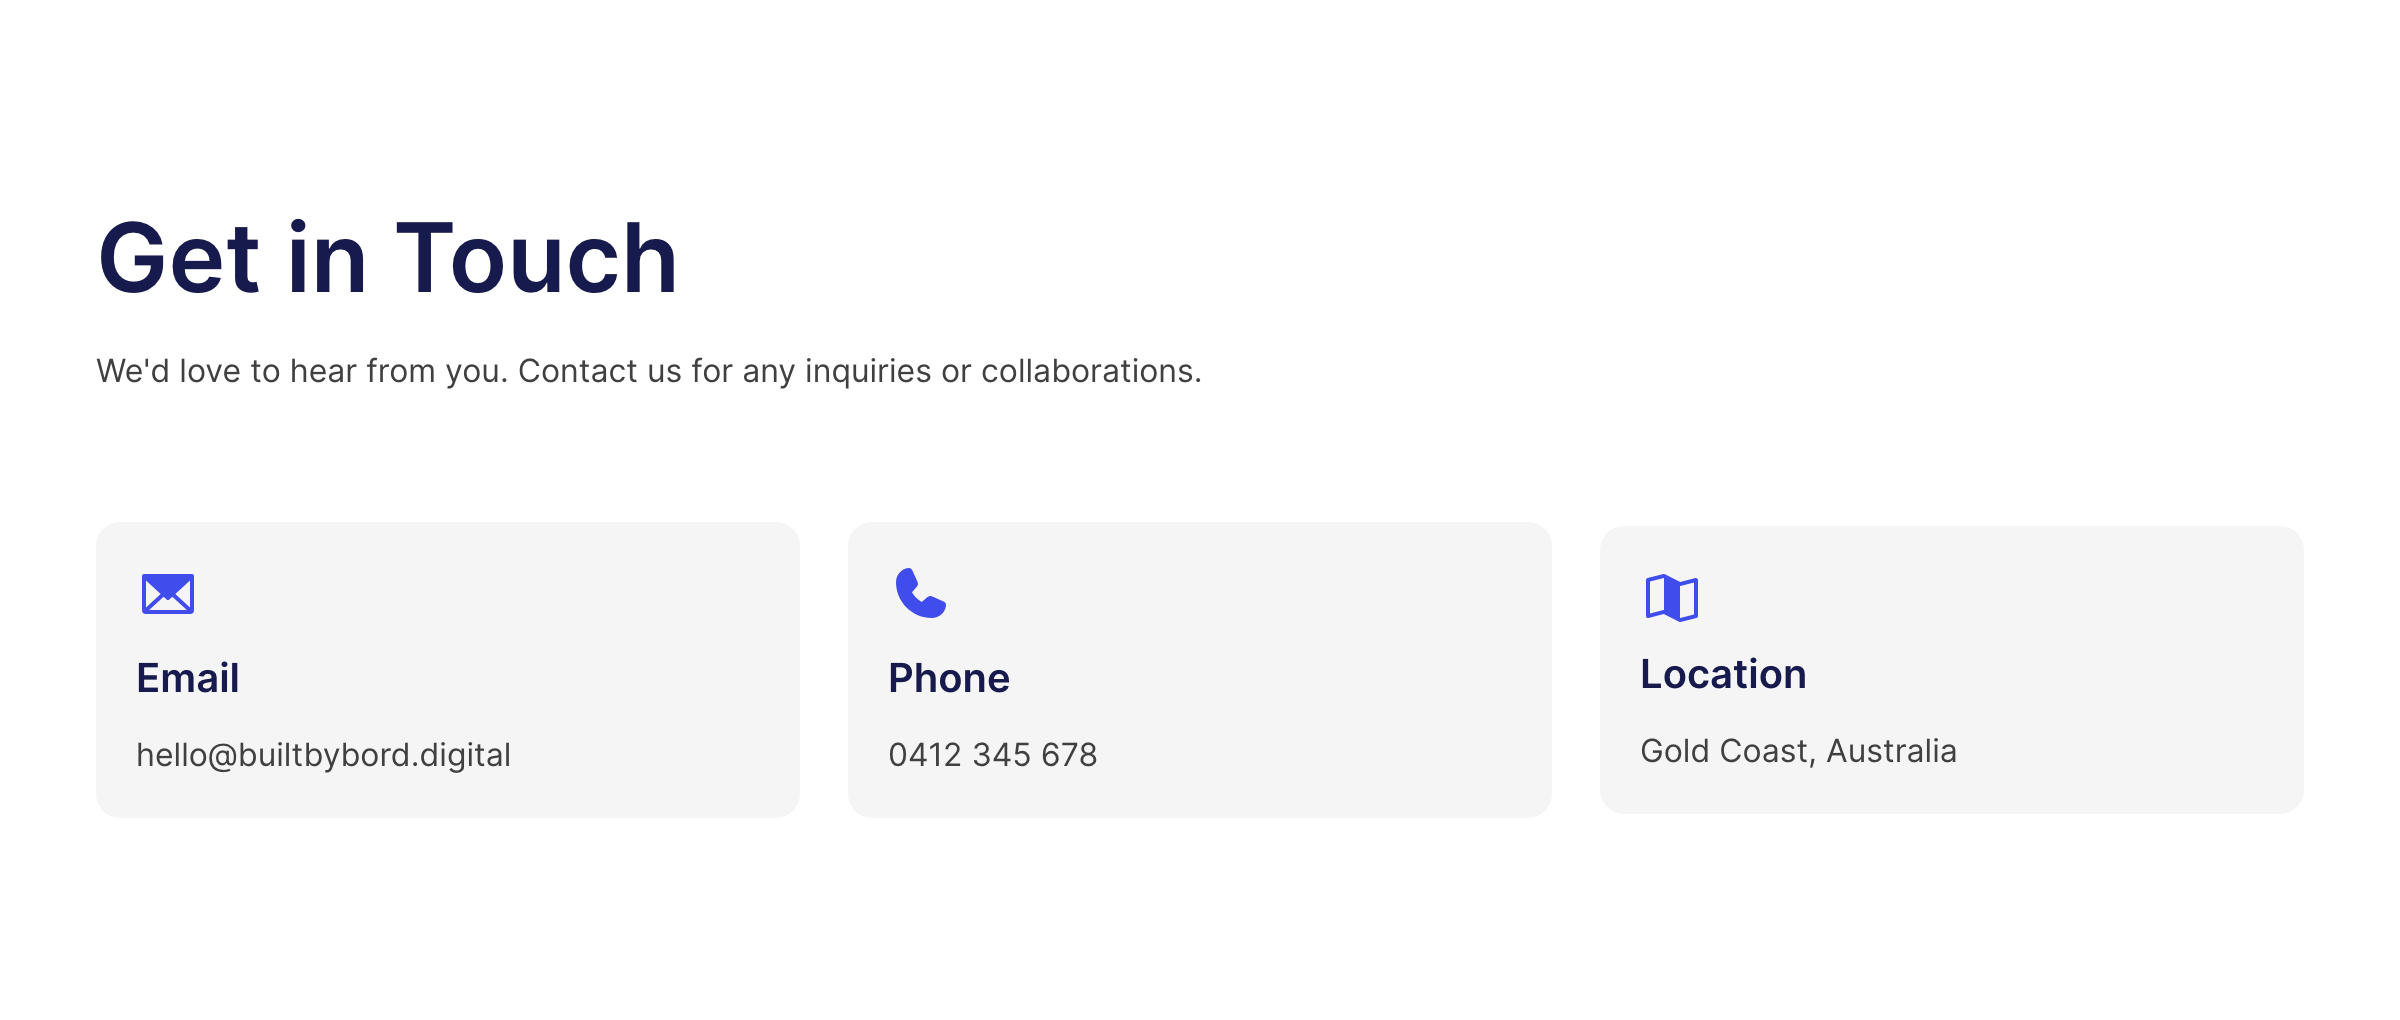 Get in Touch
We'd love to hear from you. Contact us for any inquiries or collaborations.
Email
hello@builtbybord.digital
Phone
0412 345 678
Location
Gold Coast, Australia